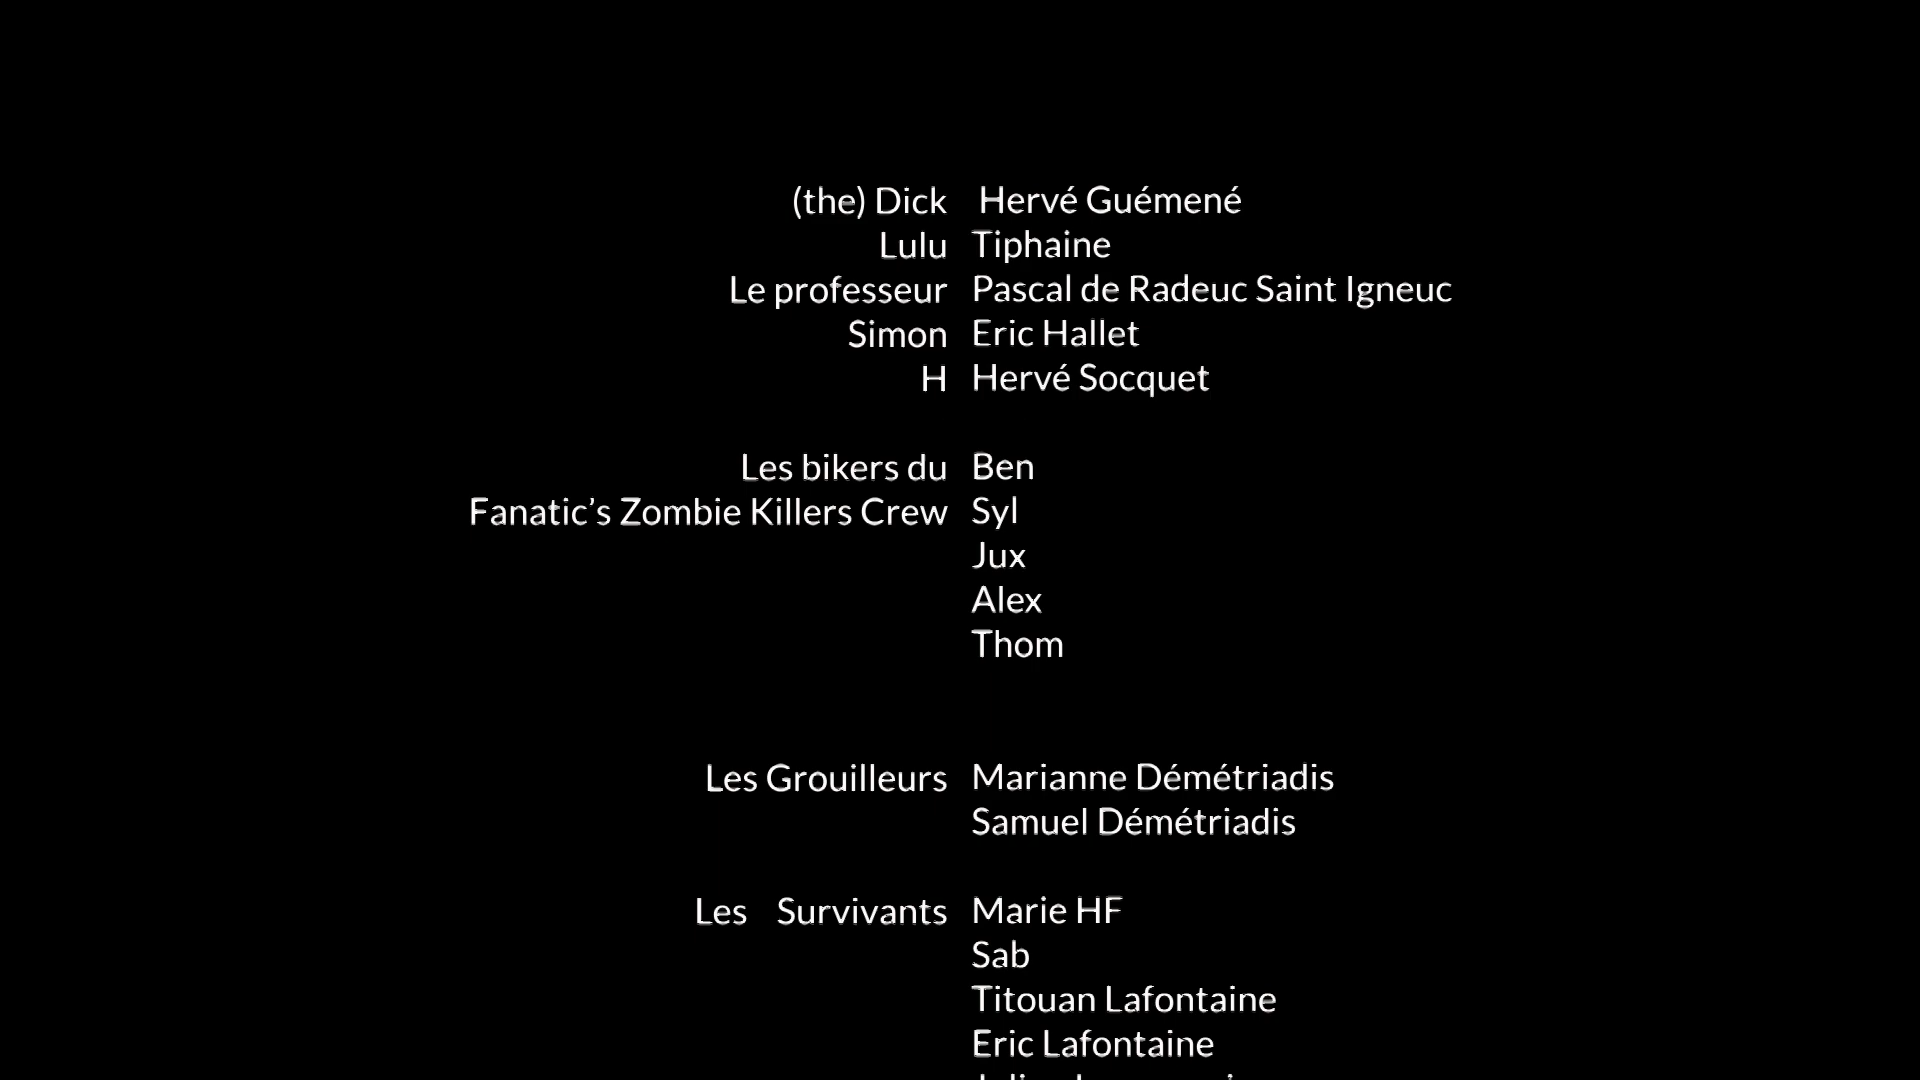 (the) Dick Hervé Guémené
Lulu Tiphaine
Le professeur Pascal de Radeuc Saint Igneuc
Simon Eric Hallet
H Hervé Socquet
Les bikers du Ben
Fanatic’s Zombie Killers Crew Syl
Jux
Alex
Thom
Les Grouilleurs Marianne Démétriadis
Samuel Démétriadis
Les Survivants Marie HF
Sab
Titouan Lafontaine
Eric Lafontaine